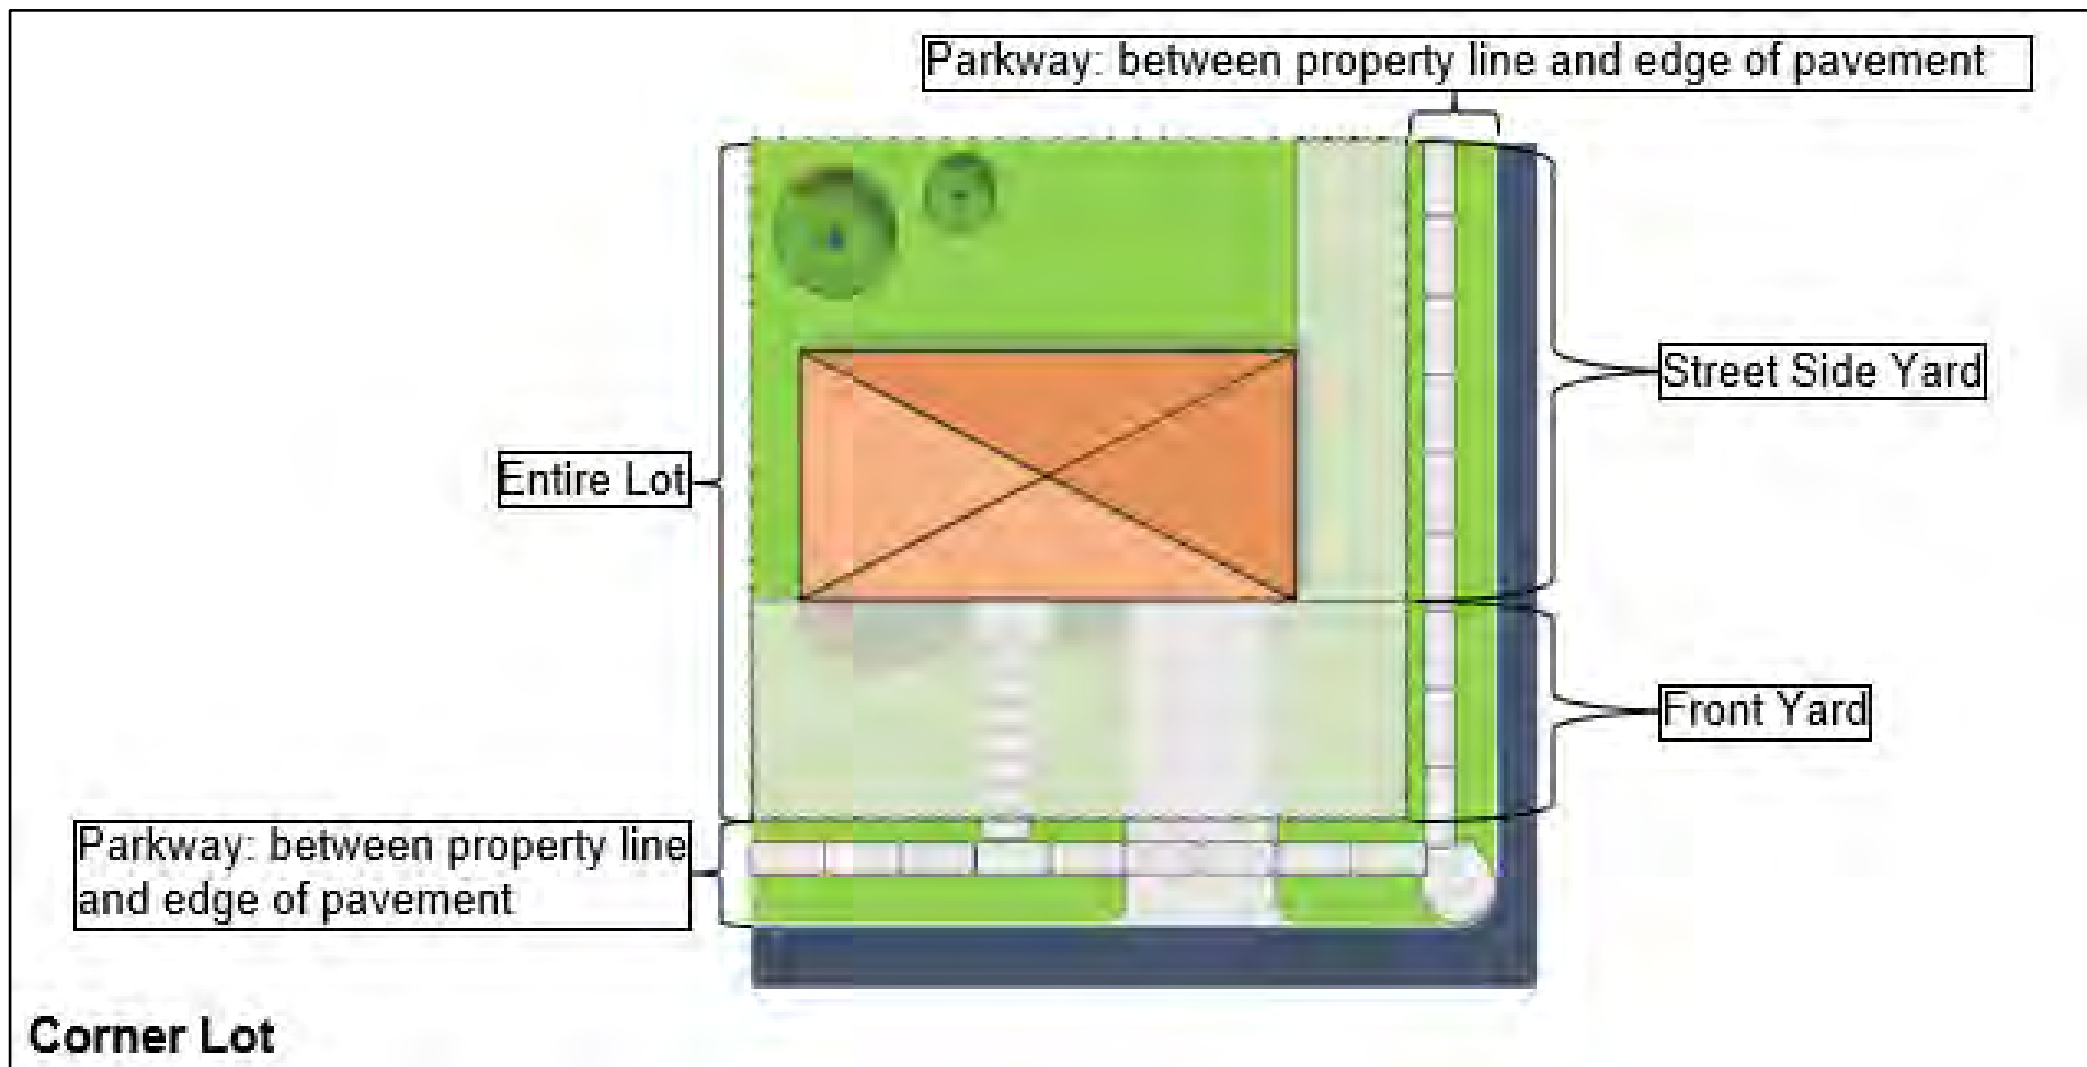 Parkway: between property line and edge of pavement
Street Side Yard
Entire Lot
Front Yard
Parkway: between property line
and edge of pavement
Corner Lot